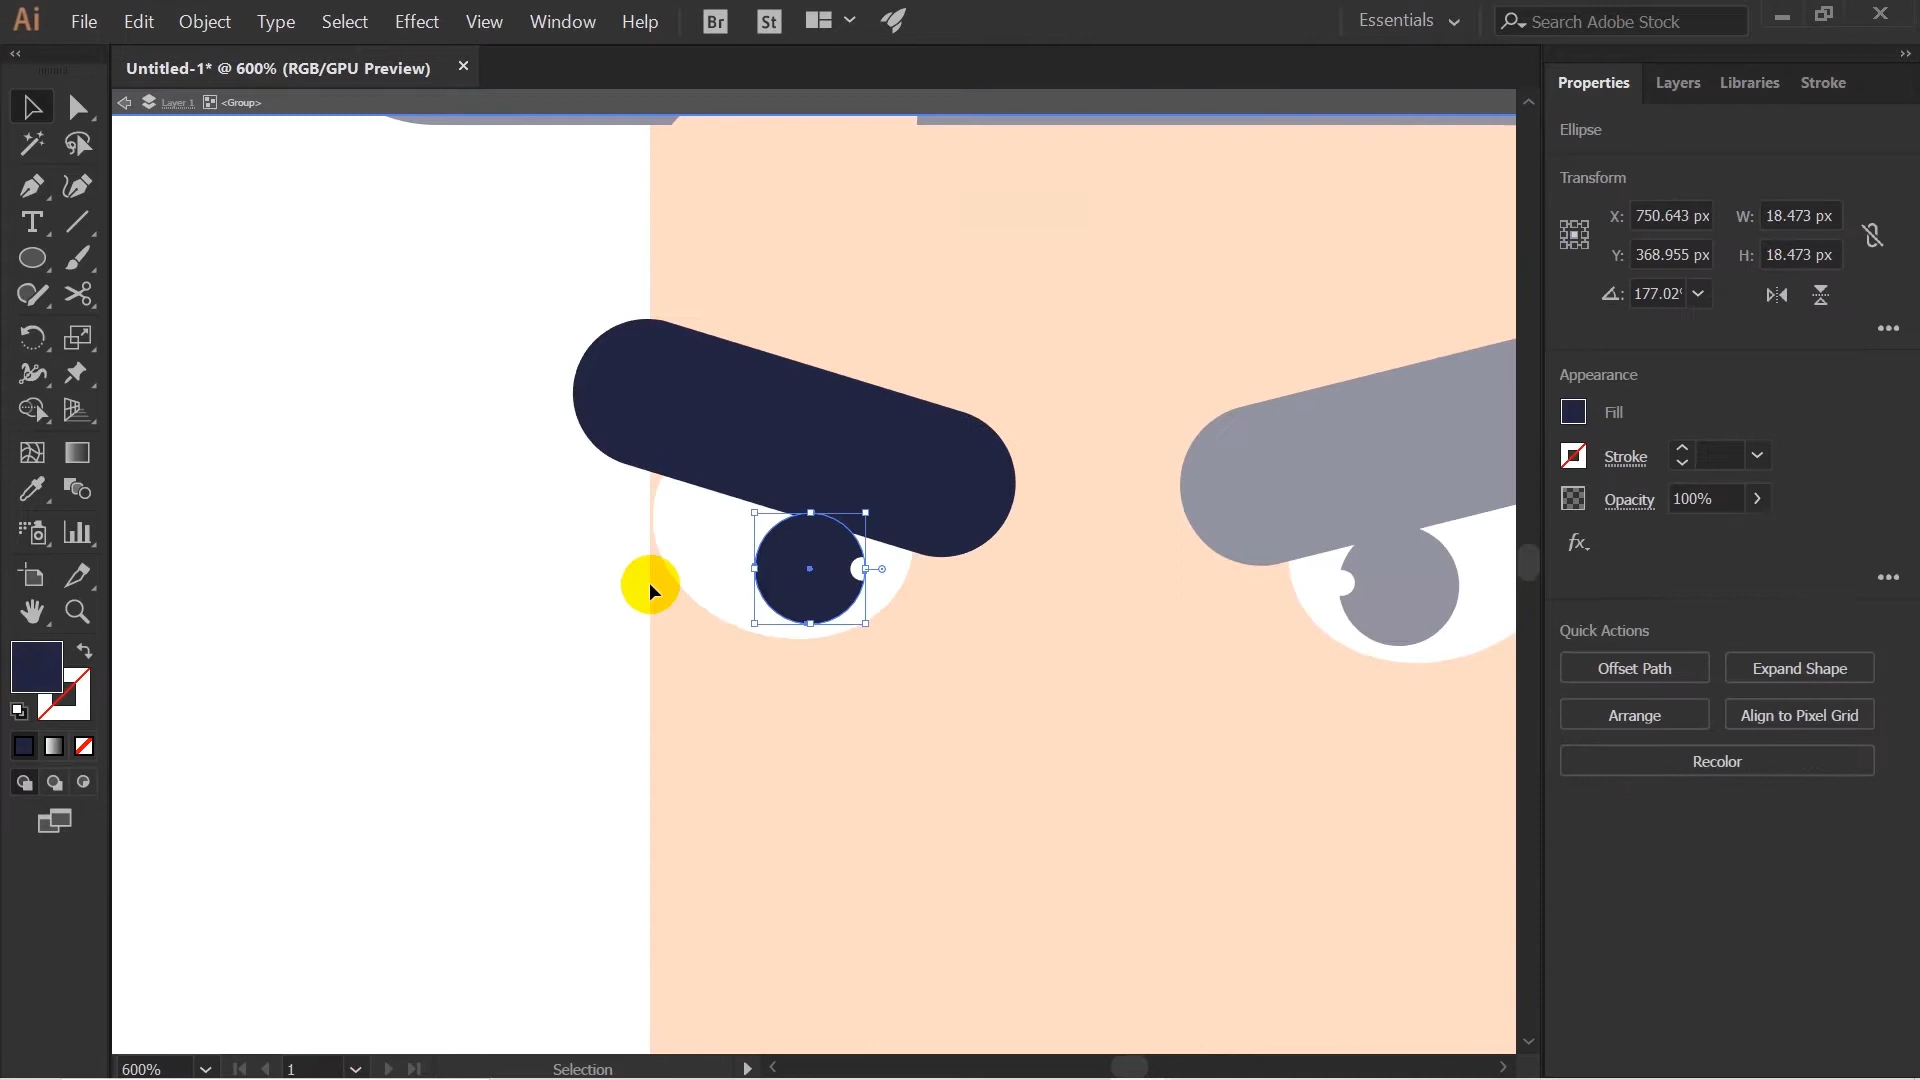 Ai File Edit Object Type Select Effect View Window Help Br St Essentials Search Adobe Stock
Untitled-1* @ 600% (RGB/GPU Preview)
Layer 1 <Group>
Properties Layers Libraries Stroke
Ellipse
Transform
X: 750.643 px W: 18.473 px
Y: 368.955 px H: 18.473 px
177.02°
Appearance
Fill
Stroke
Opacity 100%
fx
Quick Actions
Offset Path Expand Shape
Arrange Align to Pixel Grid
Recolor
600% 1 Selection